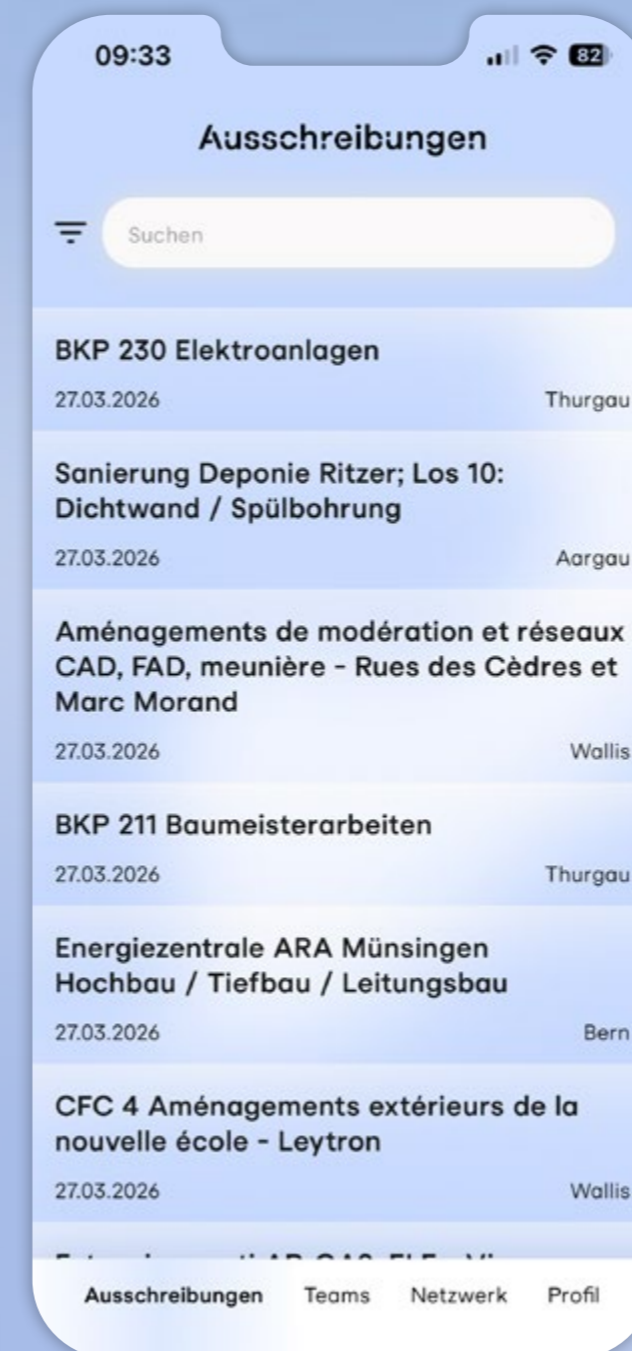 09:33
82
Ausschreibungen
Suchen
BKP 230 Elektroanlagen
27.03.2026
Thurgau
Sanierung Deponie Ritzer; Los 10:
Dichtwand / Spülbohrung
27.03.2026
Aargau
Aménagements de modération et réseaux
CAD, FAD, meunière - Rues des Cèdres et
Marc Morand
27.03.2026
Wallis
BKP 211 Baumeisterarbeiten
27.03.2026
Thurgau
Energiezentrale ARA Münsingen
Hochbau / Tiefbau / Leitungsbau
27.03.2026
Bern
CFC 4 Aménagements extérieurs de la
nouvelle école - Leytron
27.03.2026
Wallis
Ausschreibungen Teams Netzwerk Profil